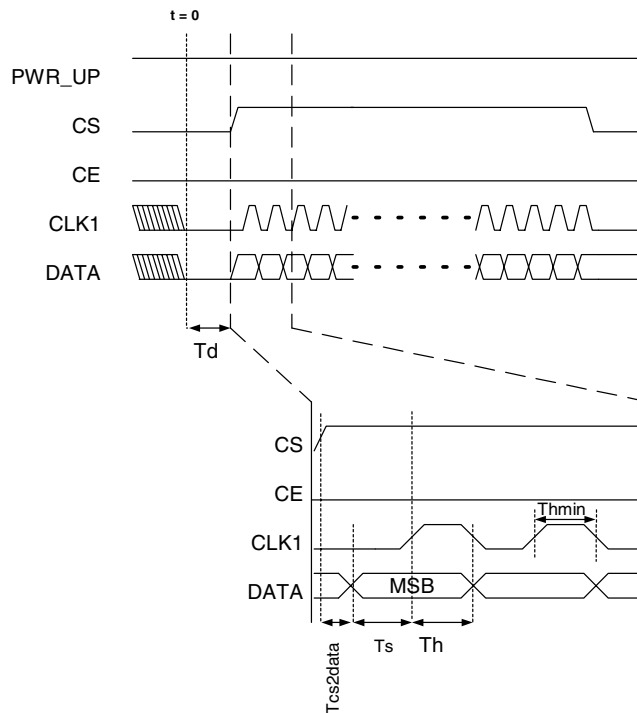 t = 0
PWR_UP
CS
CE
CLK1
DATA
Td
CS
CE
Thmin
CLK1
DATA
MSB
Tcs2data
Ts
Th